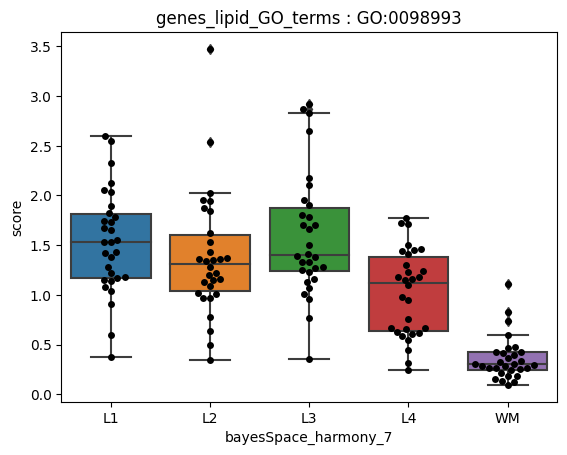 genes_lipid_GO_terms : GO:0098993
3.5
3.0
2.5
2.0
1.5
1.0
0.5
0.0
score
L1 L2 L3 L4 WM
bayesSpace_harmony_7